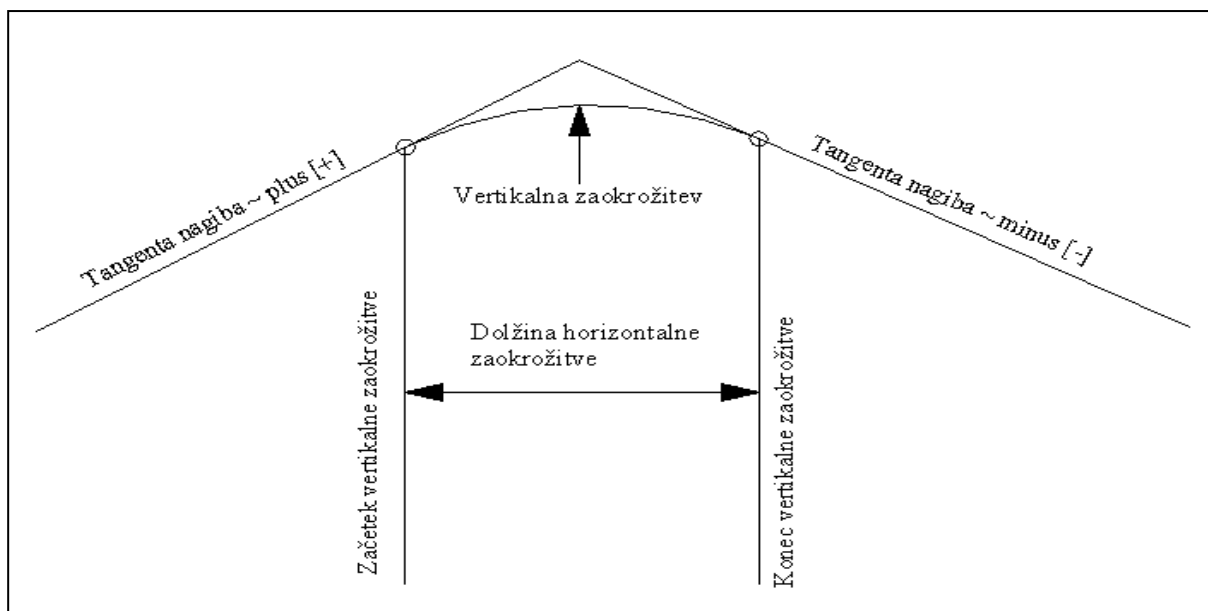 Tangenta nagiba ~ plus [+]
Vertikalna zaokrožitev
Tangenta nagiba ~ minus [-]
Začetek vertikalne zaokrožitve
Dolžina horizontalne
zaokrožitve
Konec vertikalne zaokrožitve